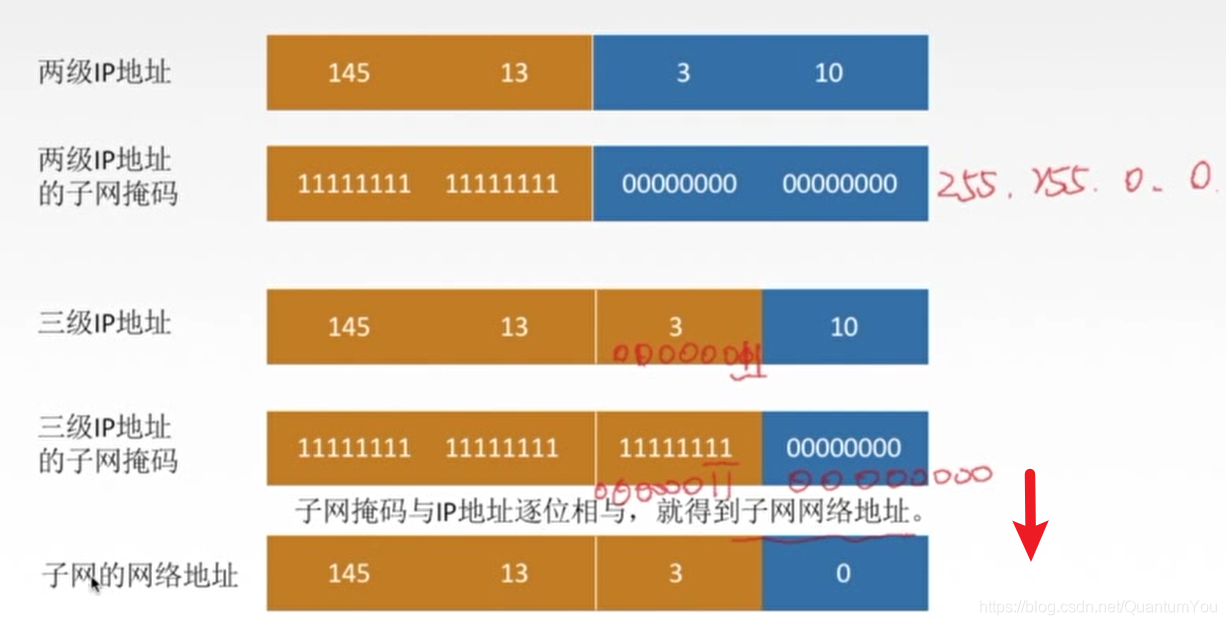 两级IP地址 145 13 3 10
两级IP地址
的子网掩码
11111111 11111111 00000000 00000000 255. 255. 0. 0.
三级IP地址 145 13 3 10
00000011
三级IP地址
的子网掩码
11111111 11111111 11111111 00000000
00000011 00000000
子网掩码与IP地址逐位相与，就得到子网网络地址。
子网的网络地址 145 13 3 0
https://blog.csdn.net/QuantumYou